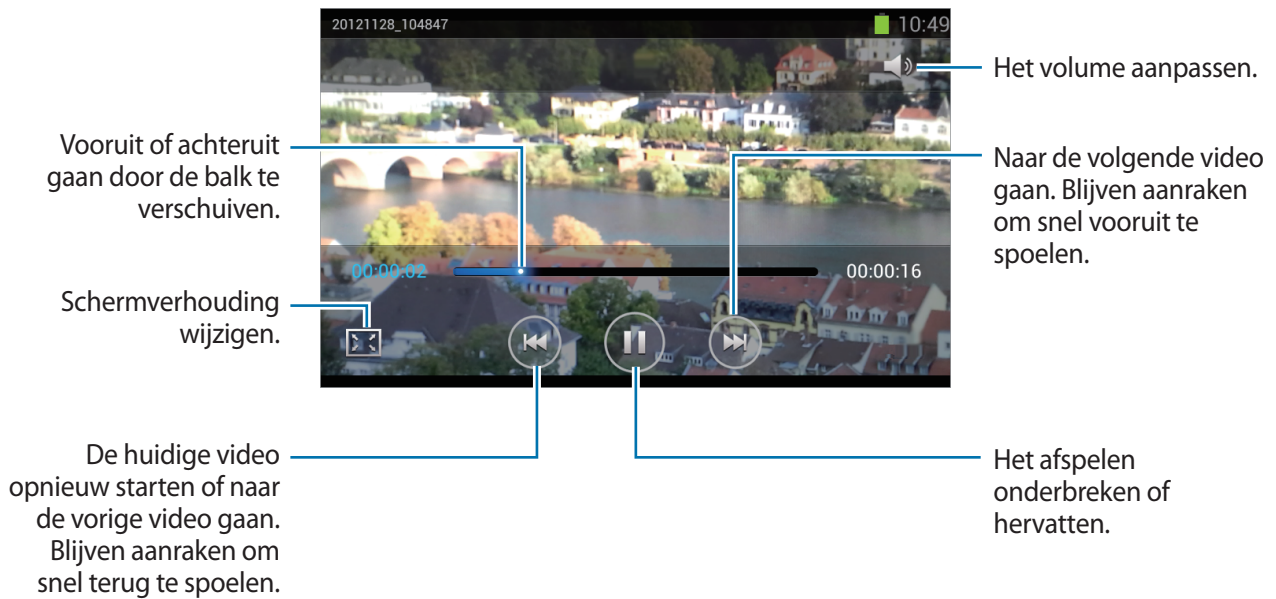 20121128_104847
10:49
Het volume aanpassen.
Vooruit of achteruit
gaan door de balk te
verschuiven.
Naar de volgende video
gaan. Blijven aanraken
om snel vooruit te
spoelen.
00:00:02
00:00:16
Schermverhouding
wijzigen.
De huidige video
opnieuw starten of naar
de vorige video gaan.
Blijven aanraken om
snel terug te spoelen.
Het afspelen
onderbreken of
hervatten.